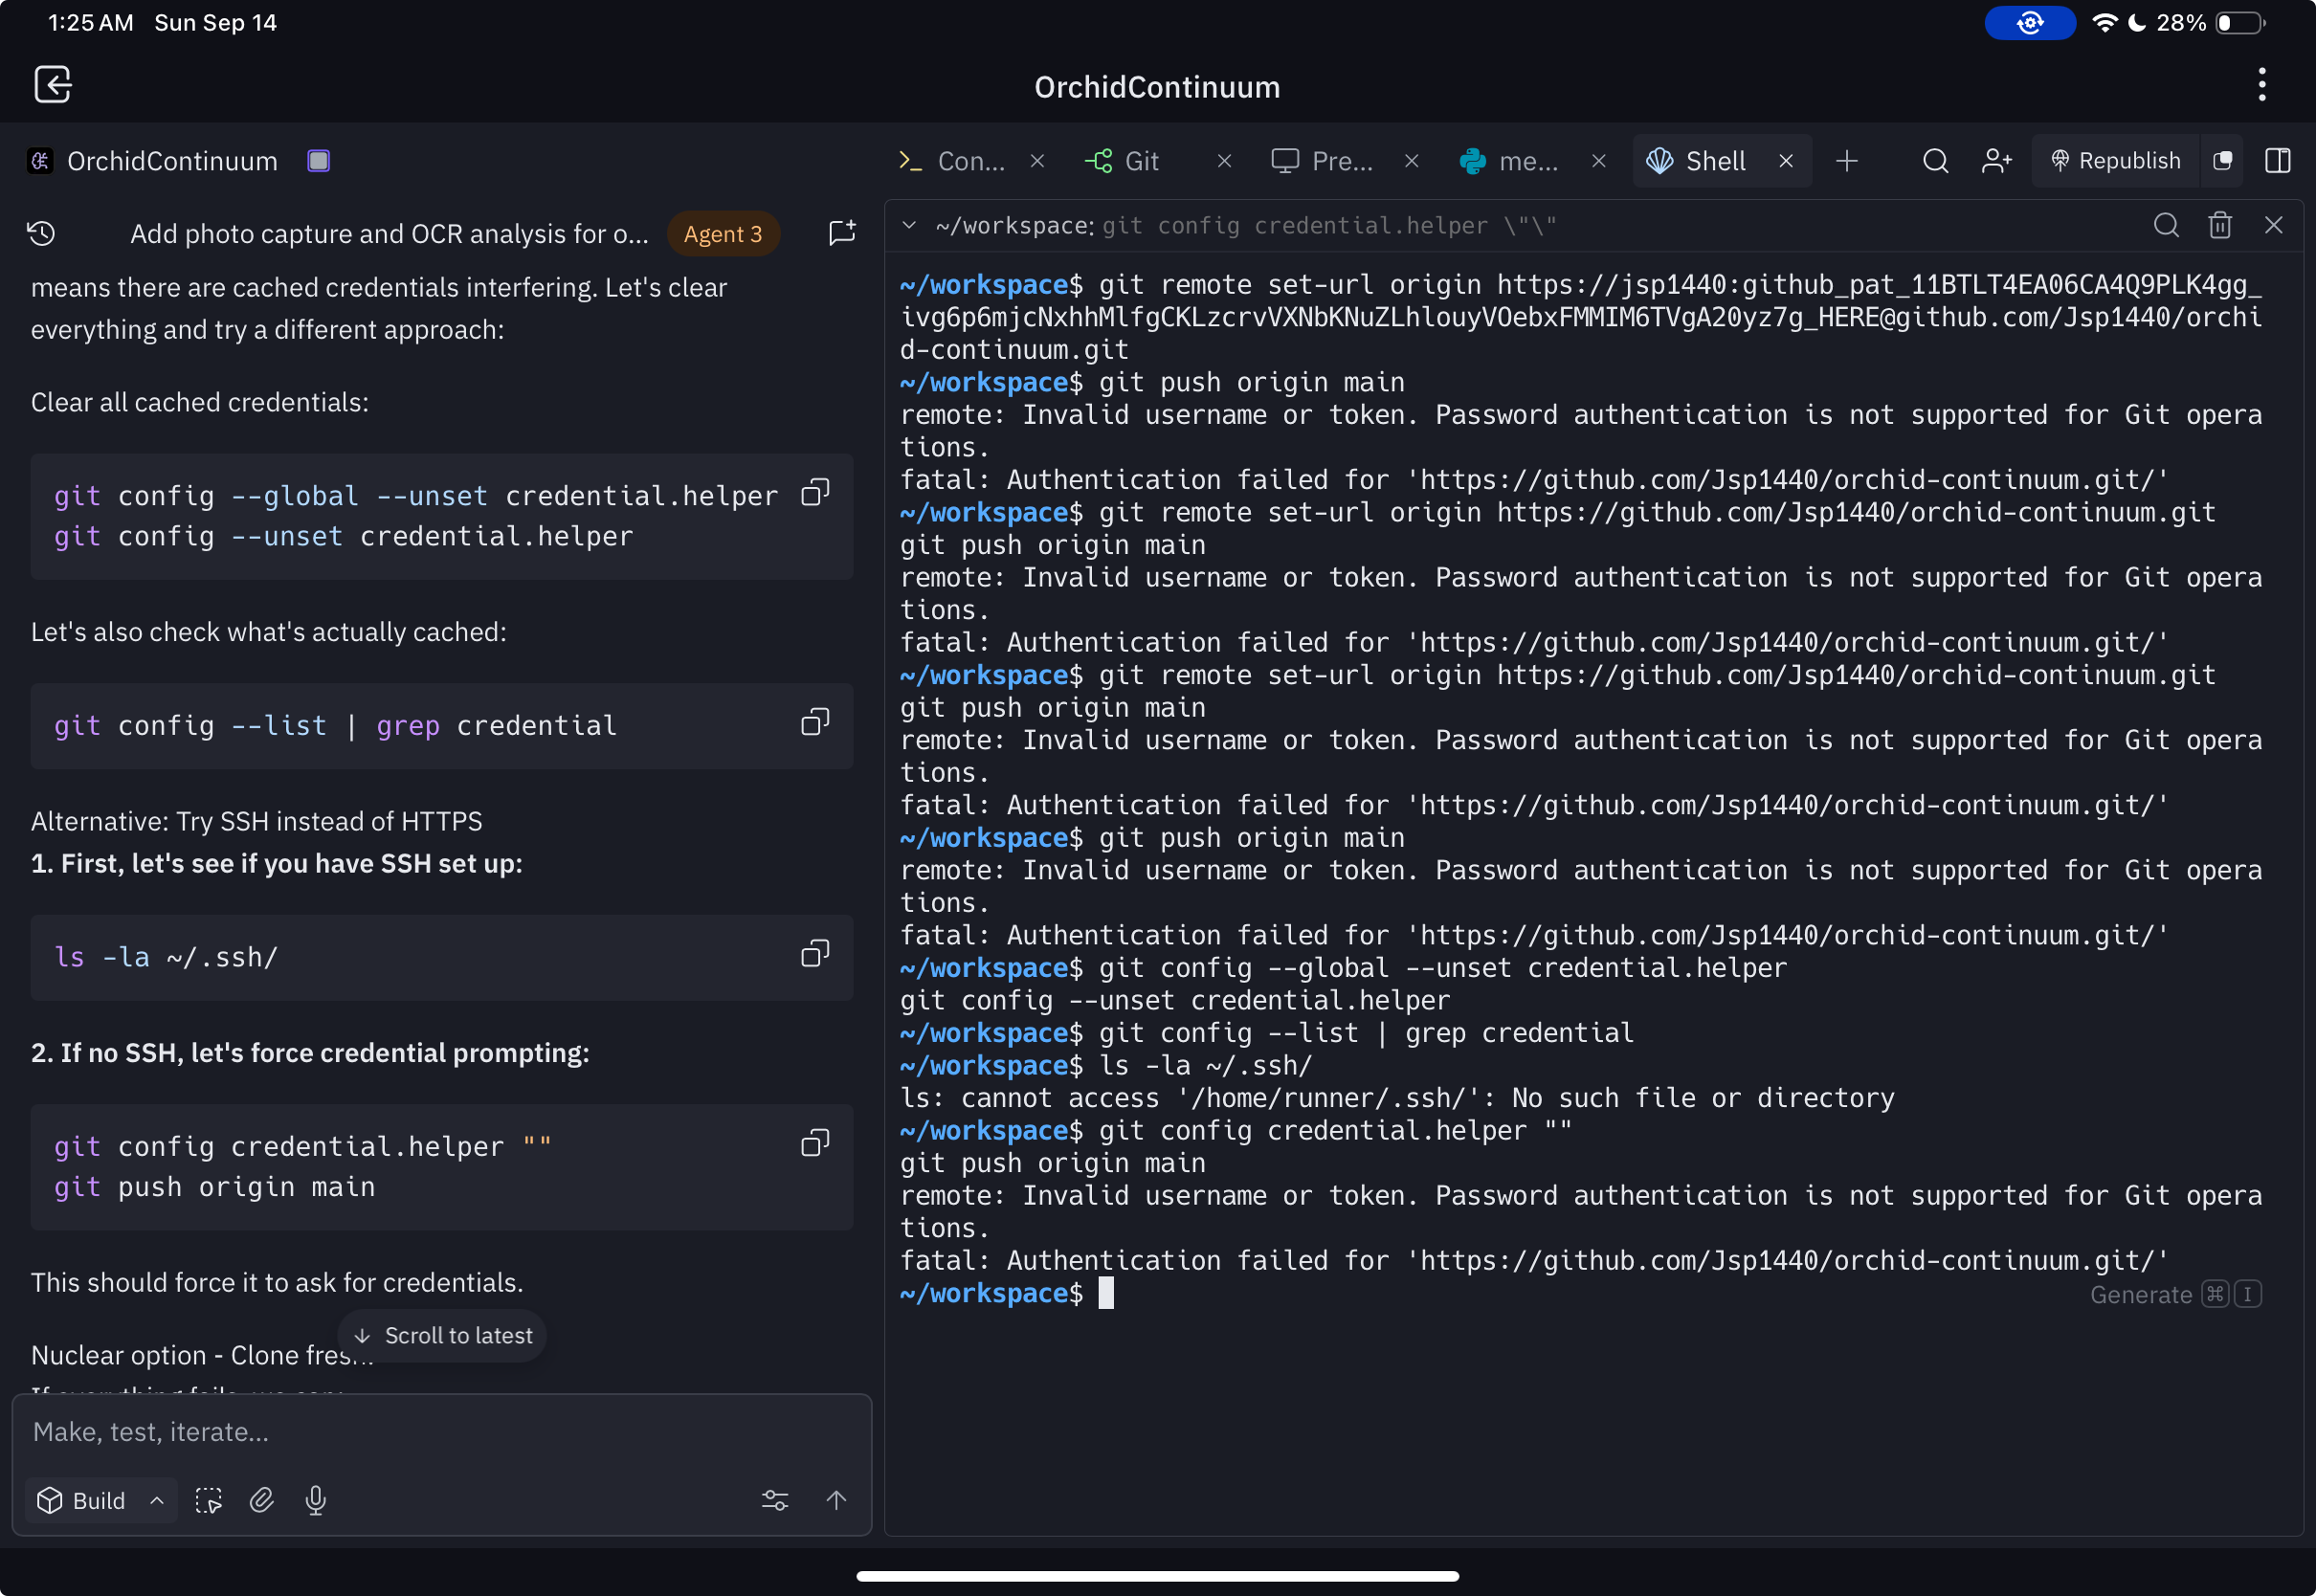 1:25 AM Sun Sep 14
28%
OrchidContinuum
OrchidContinuum
Add photo capture and OCR analysis for o...
Agent 3
means there are cached credentials interfering. Let's clear
everything and try a different approach:
Clear all cached credentials:
git config --global --unset credential.helper
git config --unset credential.helper
Let's also check what's actually cached:
git config --list | grep credential
Alternative: Try SSH instead of HTTPS
1. First, let's see if you have SSH set up:
ls -la ~/.ssh/
2. If no SSH, let's force credential prompting:
git config credential.helper ""
git push origin main
This should force it to ask for credentials.
Nuclear option - Clone fresh:
Scroll to latest
Make, test, iterate...
Build
Con...
Git
Pre...
me...
Shell
Republish
~/workspace: git config credential.helper \"\"
~/workspace$ git remote set-url origin https://jsp1440:github_pat_11BTLT4EA06CA4Q9PLK4gg_
ivg6p6mjcNxhhMlfgCKLzcrvVXNbKNuZLhlouyVOebxFMMIM6TVgA20yz7g_HERE@github.com/Jsp1440/orchi
d-continuum.git
~/workspace$ git push origin main
remote: Invalid username or token. Password authentication is not supported for Git opera
tions.
fatal: Authentication failed for 'https://github.com/Jsp1440/orchid-continuum.git/'
~/workspace$ git remote set-url origin https://github.com/Jsp1440/orchid-continuum.git
git push origin main
remote: Invalid username or token. Password authentication is not supported for Git opera
tions.
fatal: Authentication failed for 'https://github.com/Jsp1440/orchid-continuum.git/'
~/workspace$ git remote set-url origin https://github.com/Jsp1440/orchid-continuum.git
git push origin main
remote: Invalid username or token. Password authentication is not supported for Git opera
tions.
fatal: Authentication failed for 'https://github.com/Jsp1440/orchid-continuum.git/'
~/workspace$ git push origin main
remote: Invalid username or token. Password authentication is not supported for Git opera
tions.
fatal: Authentication failed for 'https://github.com/Jsp1440/orchid-continuum.git/'
~/workspace$ git config --global --unset credential.helper
git config --unset credential.helper
~/workspace$ git config --list | grep credential
~/workspace$ ls -la ~/.ssh/
ls: cannot access '/home/runner/.ssh/': No such file or directory
~/workspace$ git config credential.helper ""
git push origin main
remote: Invalid username or token. Password authentication is not supported for Git opera
tions.
fatal: Authentication failed for 'https://github.com/Jsp1440/orchid-continuum.git/'
~/workspace$
Generate ⌘ I